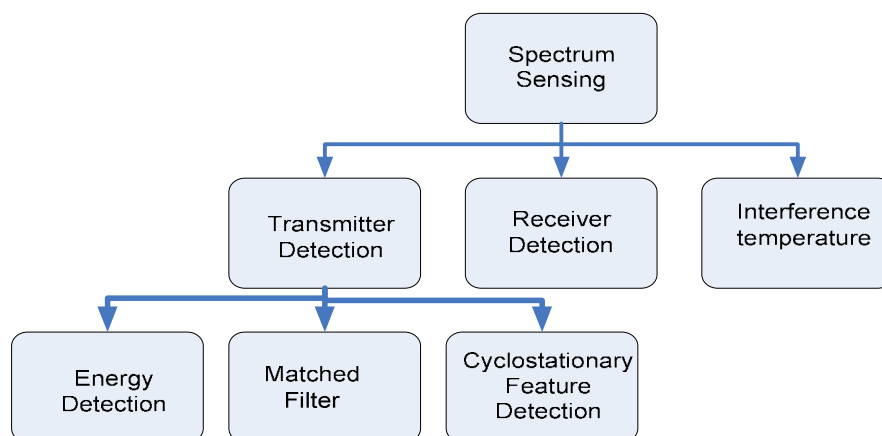 Spectrum
Sensing
Transmitter
Detection
Receiver
Detection
Interference
temperature
Energy
Detection
Matched
Filter
Cyclostationary
Feature
Detection